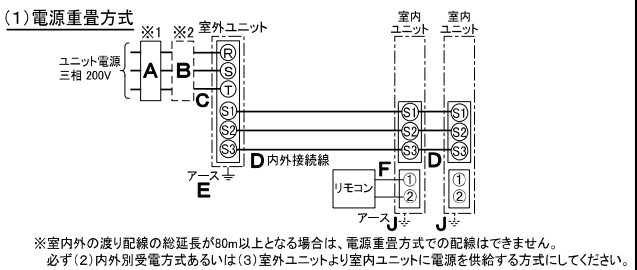 (1)電源重畳方式
※1 ※2 室外ユニット
室内ユニット
室内ユニット
ユニット電源
三相 200V
A
B
C
R
S
T
S1
S2
S3
S1
S2
S3
S1
S2
S3
D 内外接続線
D
アース
E
F
リモコン
①
②
①
②
アース J
J
※室内外の渡り配線の総延長が80m以上となる場合は、電源重畳方式での配線はできません。
必ず(2)内外別受電方式あるいは(3)室外ユニットより室内ユニットに電源を供給する方式にしてください。